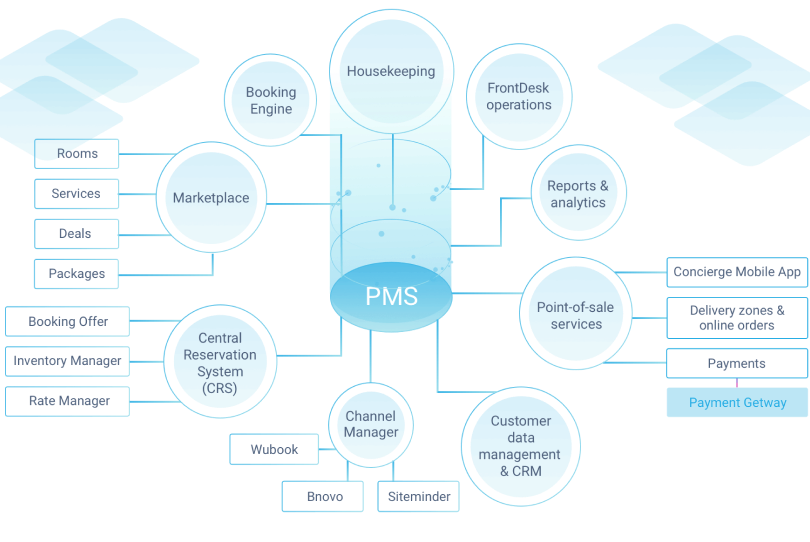 Housekeeping
Booking
Engine
FrontDesk
operations
Rooms
Services
Deals
Packages
Marketplace
Reports &
analytics
PMS
Point-of-sale
services
Concierge Mobile App
Delivery zones &
online orders
Payments
Payment Getway
Booking Offer
Inventory Manager
Rate Manager
Central
Reservation
System
(CRS)
Channel
Manager
Wubook
Bnovo
Siteminder
Customer
data
management
& CRM